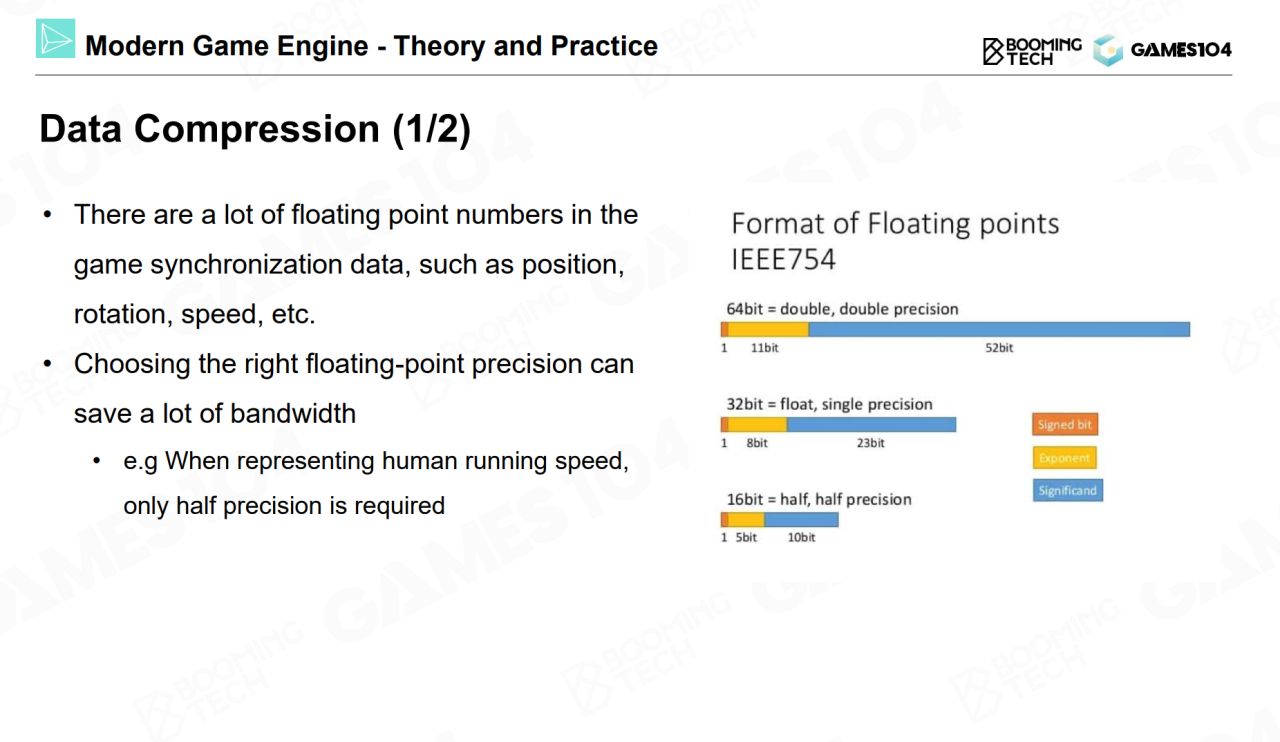 Modern Game Engine - Theory and Practice
BOOMING
TECH
GAMES104
Data Compression (1/2)
• There are a lot of floating point numbers in the
game synchronization data, such as position,
rotation, speed, etc.
• Choosing the right floating-point precision can
save a lot of bandwidth
• e.g When representing human running speed,
only half precision is required
Format of Floating points
IEEE754
64bit = double, double precision
1 11bit 52bit
32bit = float, single precision
1 8bit 23bit
16bit = half, half precision
1 5bit 10bit
Signed bit
Exponent
Significand